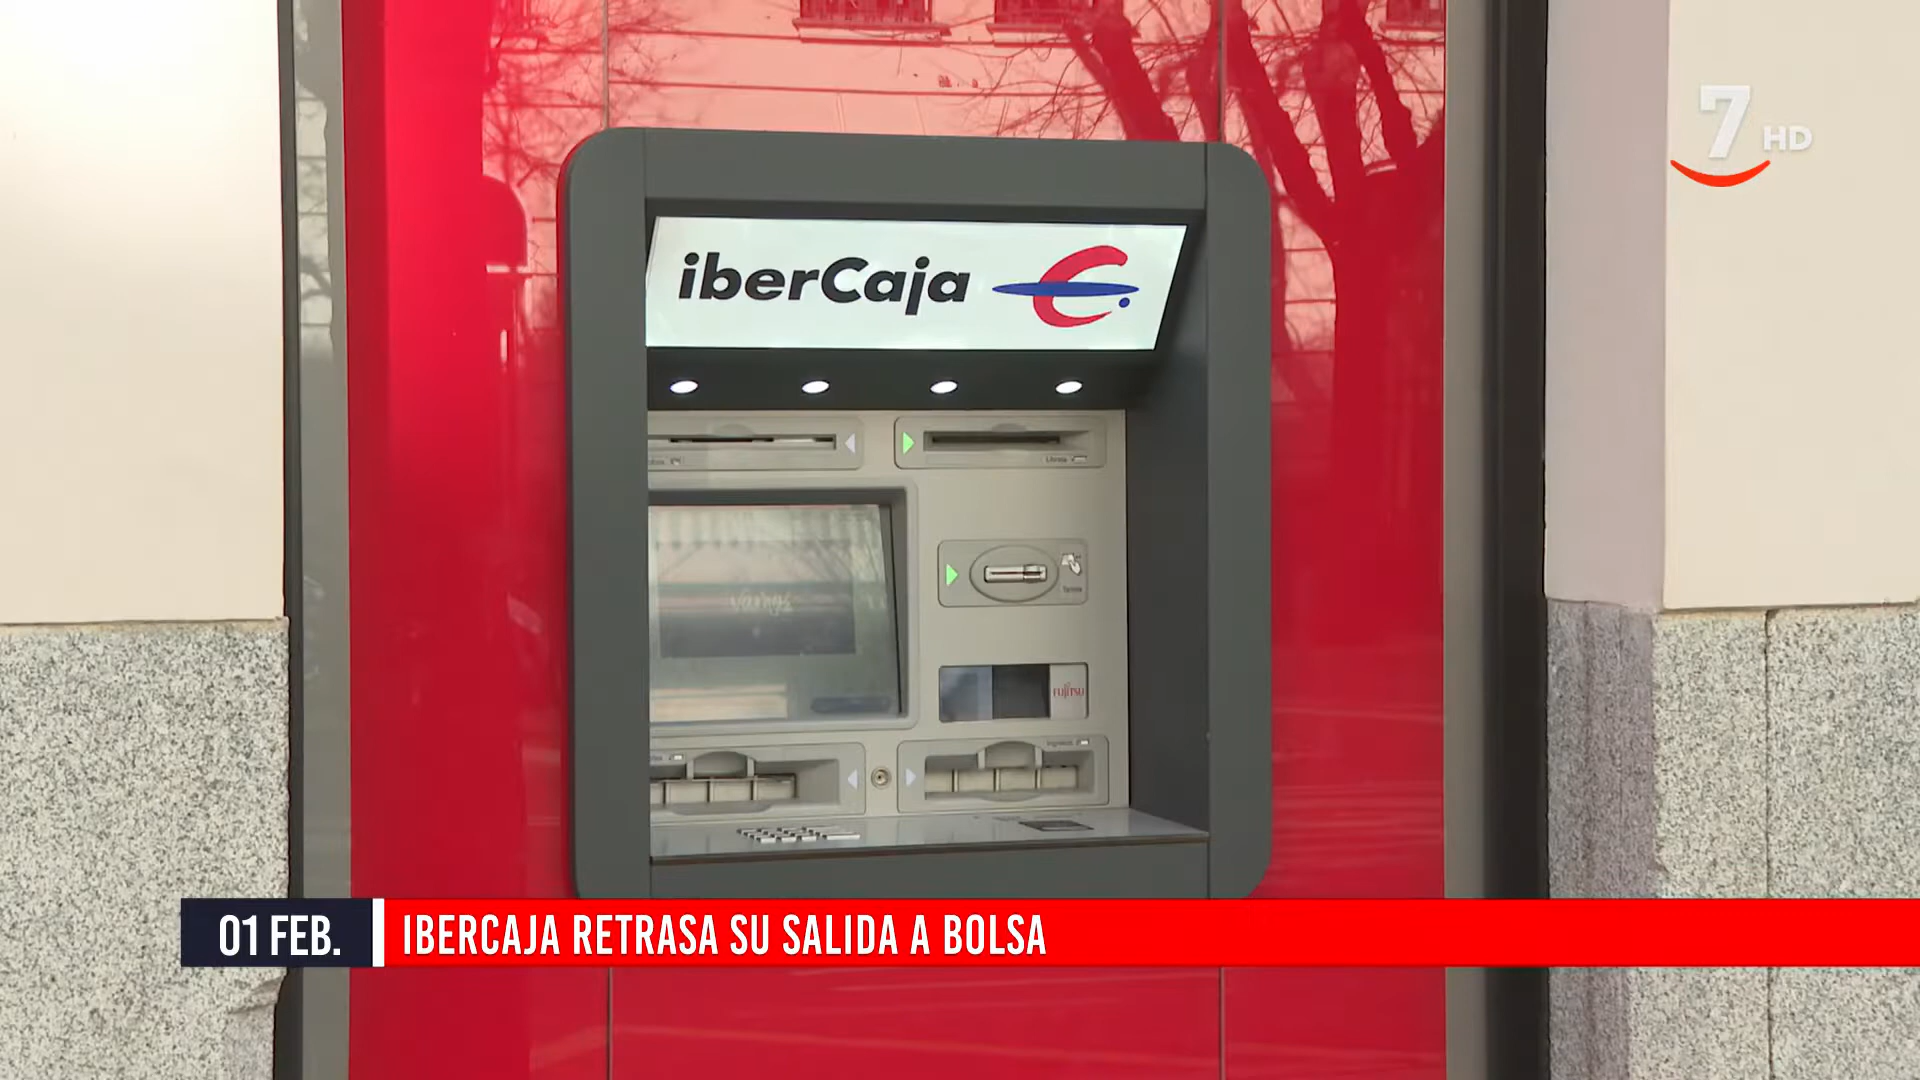 7 HD
iberCaja
FUJITSU
01 FEB.
IBERCAJA RETRASA SU SALIDA A BOLSA